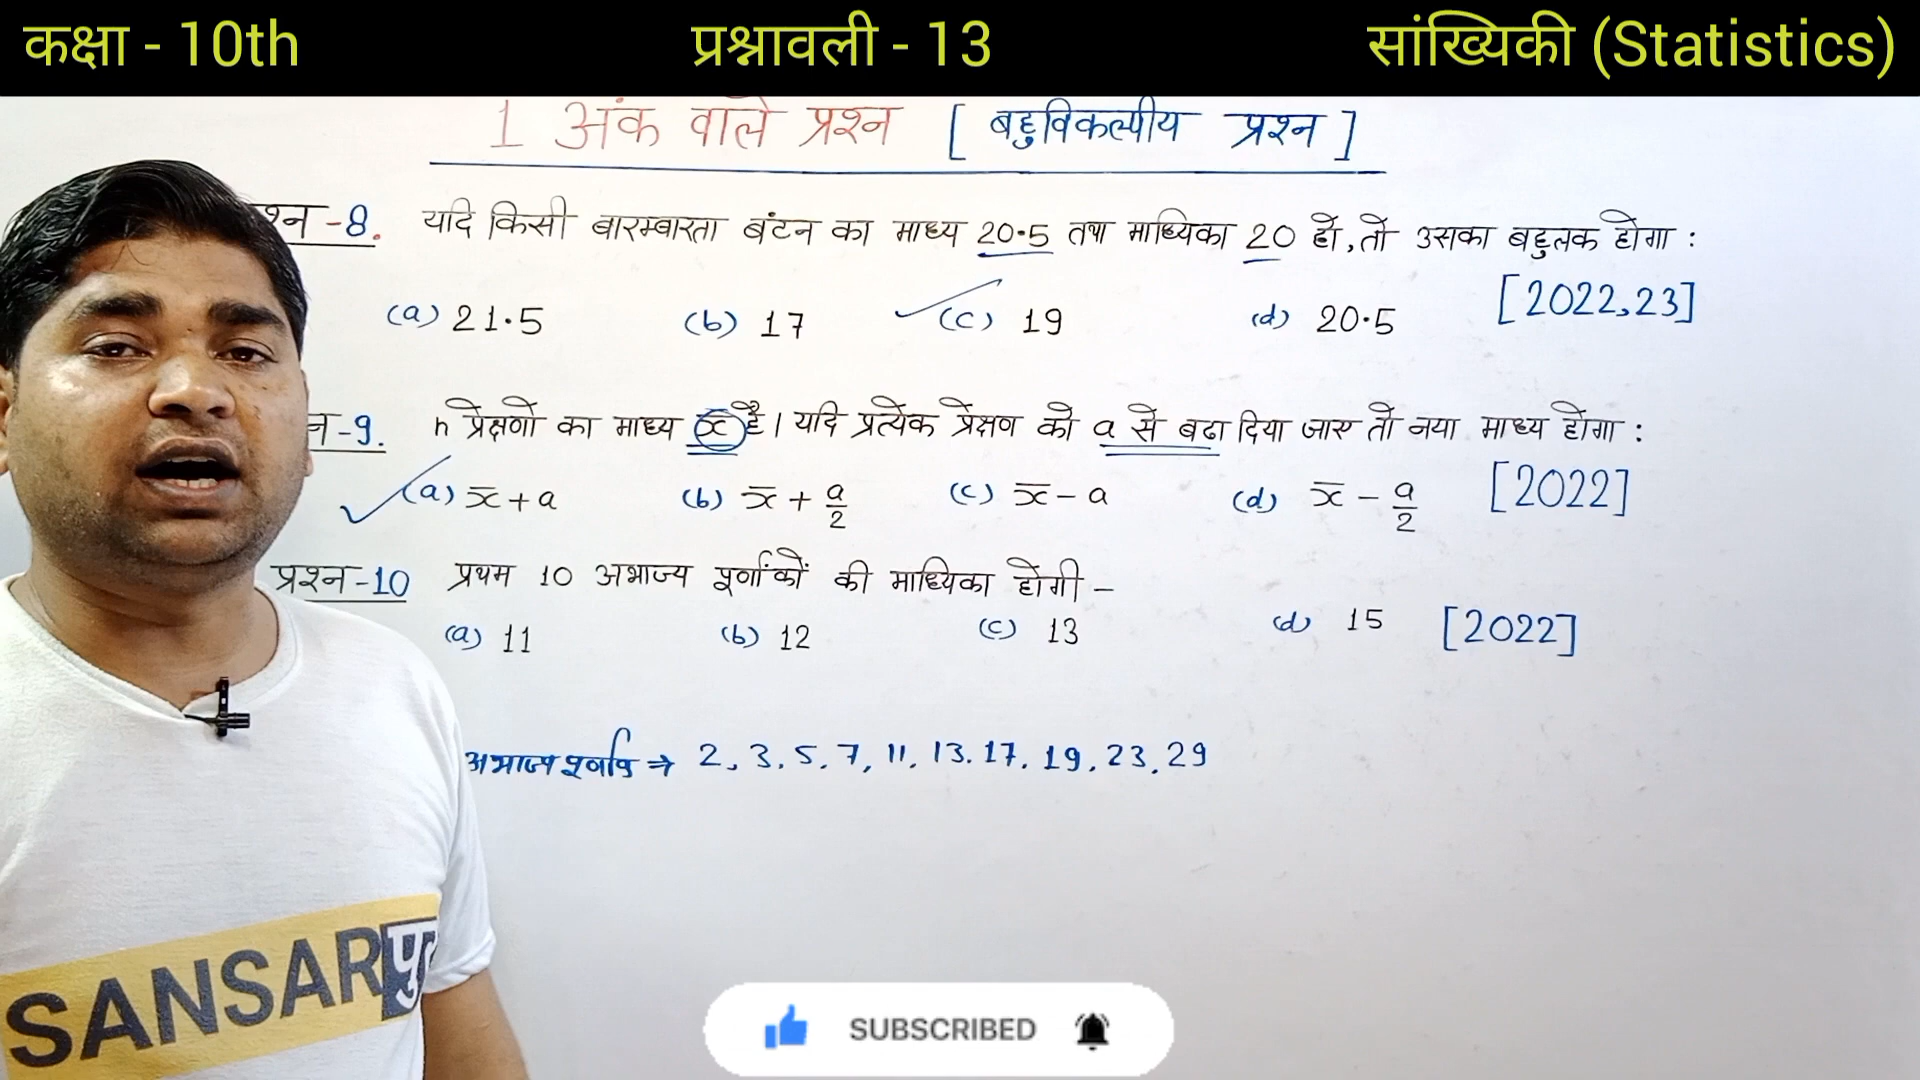 कक्षा - 10th प्रश्नावली - 13 सांख्यिकी (Statistics)
1 अंक वाले प्रश्न [ बहुविकल्पीय प्रश्न ]
श्न -8. यदि किसी बारम्बारता बंटन का माध्य 20.5 तथा माध्यिका 20 हो, तो उसका बहुलक होगा :
(a) 21.5 (b) 17 (c) 19 (d) 20.5 [2022,23]
न-9. n प्रेक्षणों का माध्य x̄ है। यदि प्रत्येक प्रेक्षण को a से बढा दिया जाए तो नया माध्य होगा :
(a) x̄ + a (b) x̄ + a/2 (c) x̄ - a (d) x̄ - a/2 [2022]
प्रश्न-10 प्रथम 10 अभाज्य पूर्णांकों की माध्यिका होगी -
(a) 11 (b) 12 (c) 13 (d) 15 [2022]
अभाज्य पूर्णांक ⇒ 2, 3, 5, 7, 11, 13, 17, 19, 23, 29
SANSAR
SUBSCRIBED